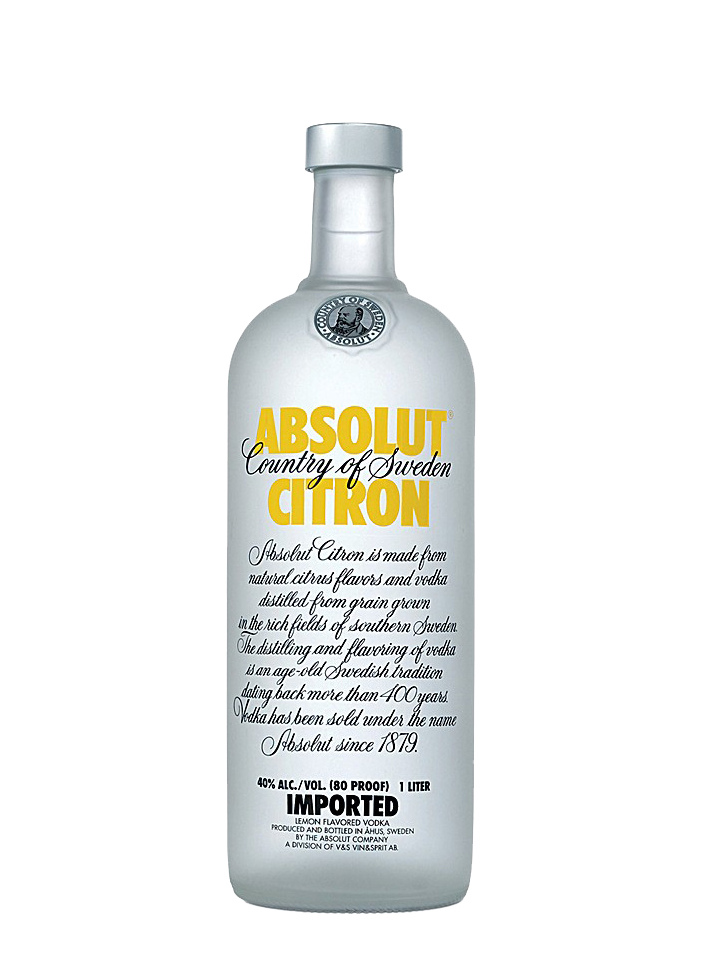 COUNTRY OF SWEDEN
ABSOLUT
ABSOLUT®
Country of Sweden
CITRON
Absolut Citron is made from
natural citrus flavors and vodka
distilled from grain grown
in the rich fields of southern Sweden.
The distilling and flavoring of vodka
is an age-old Swedish tradition
dating back more than 400 years.
Vodka has been sold under the name
Absolut since 1879.
40% ALC./VOL. (80 PROOF) 1 LITER
IMPORTED
LEMON FLAVORED VODKA
PRODUCED AND BOTTLED IN ÅHUS, SWEDEN
BY THE ABSOLUT COMPANY
A DIVISION OF V&S VIN&SPRIT AB.